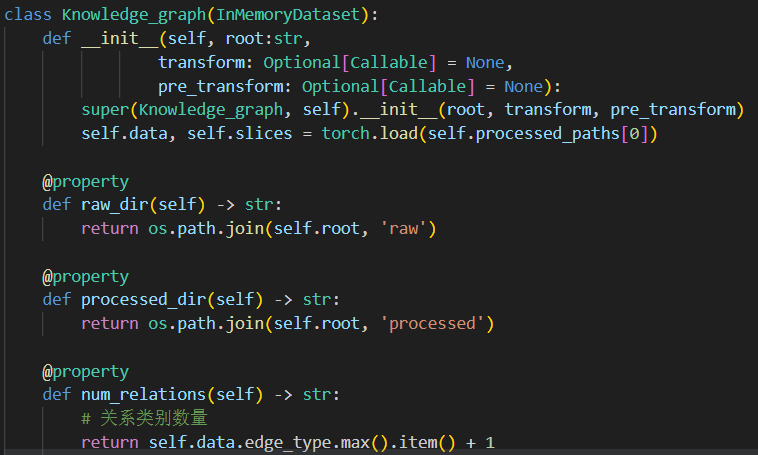 class Knowledge_graph(InMemoryDataset):
    def __init__(self, root:str,
                 transform: Optional[Callable] = None,
                 pre_transform: Optional[Callable] = None):
        super(Knowledge_graph, self).__init__(root, transform, pre_transform)
        self.data, self.slices = torch.load(self.processed_paths[0])

    @property
    def raw_dir(self) -> str:
        return os.path.join(self.root, 'raw')

    @property
    def processed_dir(self) -> str:
        return os.path.join(self.root, 'processed')

    @property
    def num_relations(self) -> str:
        # 关系类别数量
        return self.data.edge_type.max().item() + 1